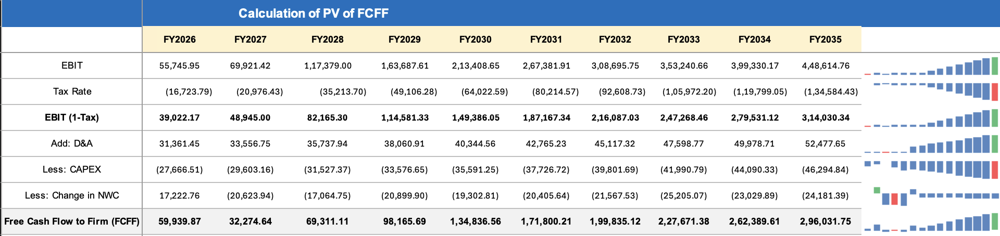 Calculation of PV of FCFF
FY2026 FY2027 FY2028 FY2029 FY2030 FY2031 FY2032 FY2033 FY2034 FY2035
EBIT 55,745.95 69,921.42 1,17,379.00 1,63,687.61 2,13,408.65 2,67,381.91 3,08,695.75 3,53,240.66 3,99,330.17 4,48,614.76
Tax Rate (16,723.79) (20,976.43) (35,213.70) (49,106.28) (64,022.59) (80,214.57) (92,608.73) (1,05,972.20) (1,19,799.05) (1,34,584.43)
EBIT (1-Tax) 39,022.17 48,945.00 82,165.30 1,14,581.33 1,49,386.05 1,87,167.34 2,16,087.03 2,47,268.46 2,79,531.12 3,14,030.34
Add: D&A 31,361.45 33,556.75 35,737.94 38,060.91 40,344.56 42,765.23 45,117.32 47,598.77 49,978.71 52,477.65
Less: CAPEX (27,666.51) (29,603.16) (31,527.37) (33,576.65) (35,591.25) (37,726.72) (39,801.69) (41,990.79) (44,090.33) (46,294.84)
Less: Change in NWC 17,222.76 (20,623.94) (17,064.75) (20,899.90) (19,302.81) (20,405.64) (21,567.53) (25,205.07) (23,029.89) (24,181.39)
Free Cash Flow to Firm (FCFF) 59,939.87 32,274.64 69,311.11 98,165.69 1,34,836.56 1,71,800.21 1,99,835.12 2,27,671.38 2,62,389.61 2,96,031.75